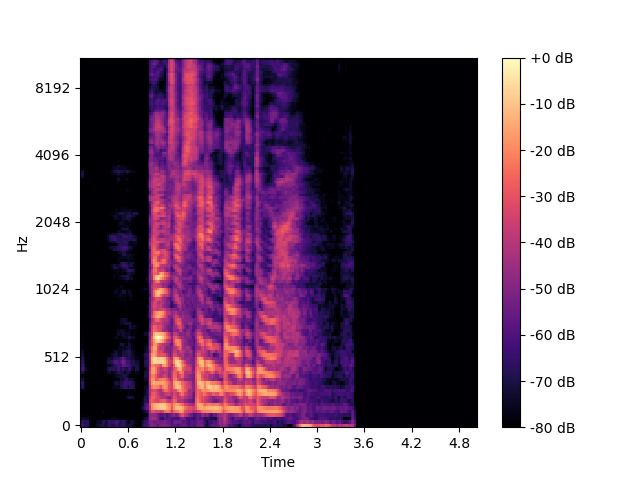 8192
4096
2048
1024
512
0
Hz
0 0.6 1.2 1.8 2.4 3 3.6 4.2 4.8
Time
+0 dB
-10 dB
-20 dB
-30 dB
-40 dB
-50 dB
-60 dB
-70 dB
-80 dB